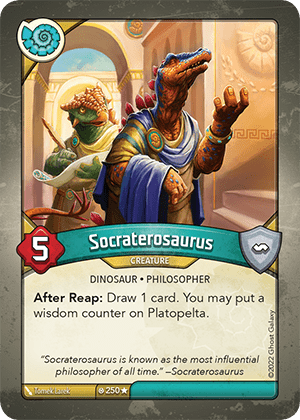 Socraterosaurus
CREATURE
5
DINOSAUR • PHILOSOPHER
After Reap: Draw 1 card. You may put a
wisdom counter on Platopelta.
"Socraterosaurus is known as the most influential
philosopher of all time." –Socraterosaurus
©2022 Ghost Galaxy
250